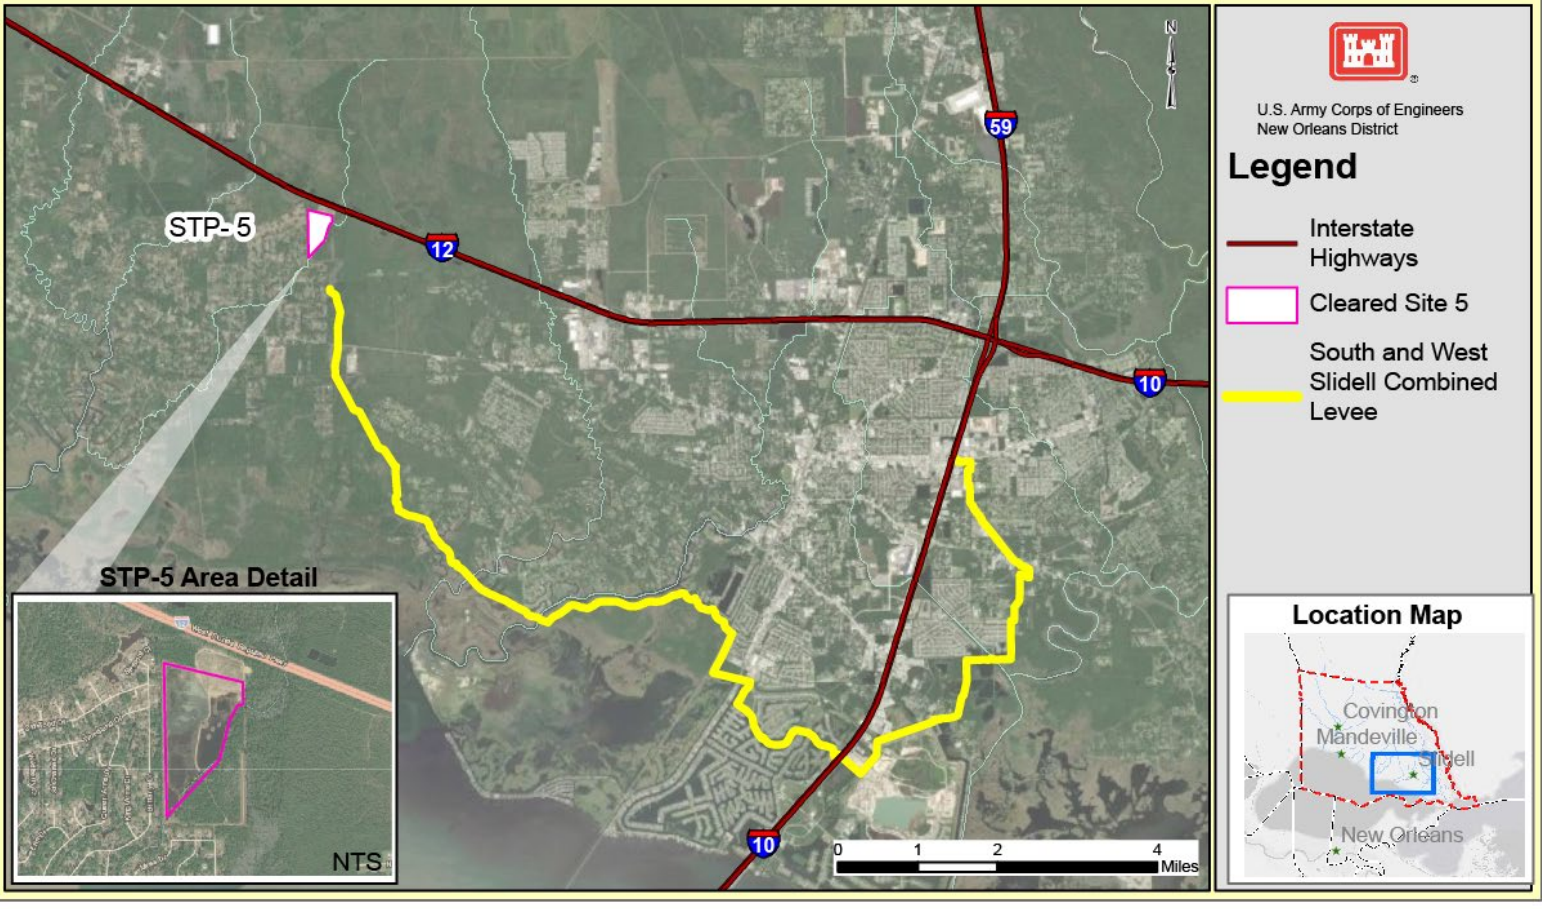 N
59
STP-5
12
10
STP-5 Area Detail
NTS
10
0 1 2 4
Miles
®
U.S. Army Corps of Engineers
New Orleans District
Legend
Interstate
Highways
Cleared Site 5
South and West
Slidell Combined
Levee
Location Map
Covington
Mandeville
Slidell
New Orleans